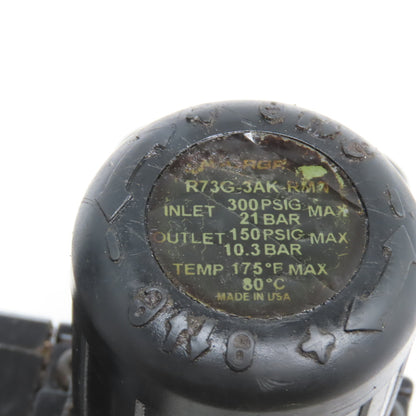 R73G-3AK-RMN
INLET 300 PSIG MAX
21 BAR
OUTLET 150 PSIG MAX
10.3 BAR
TEMP 175°F MAX
80°C
MADE IN USA